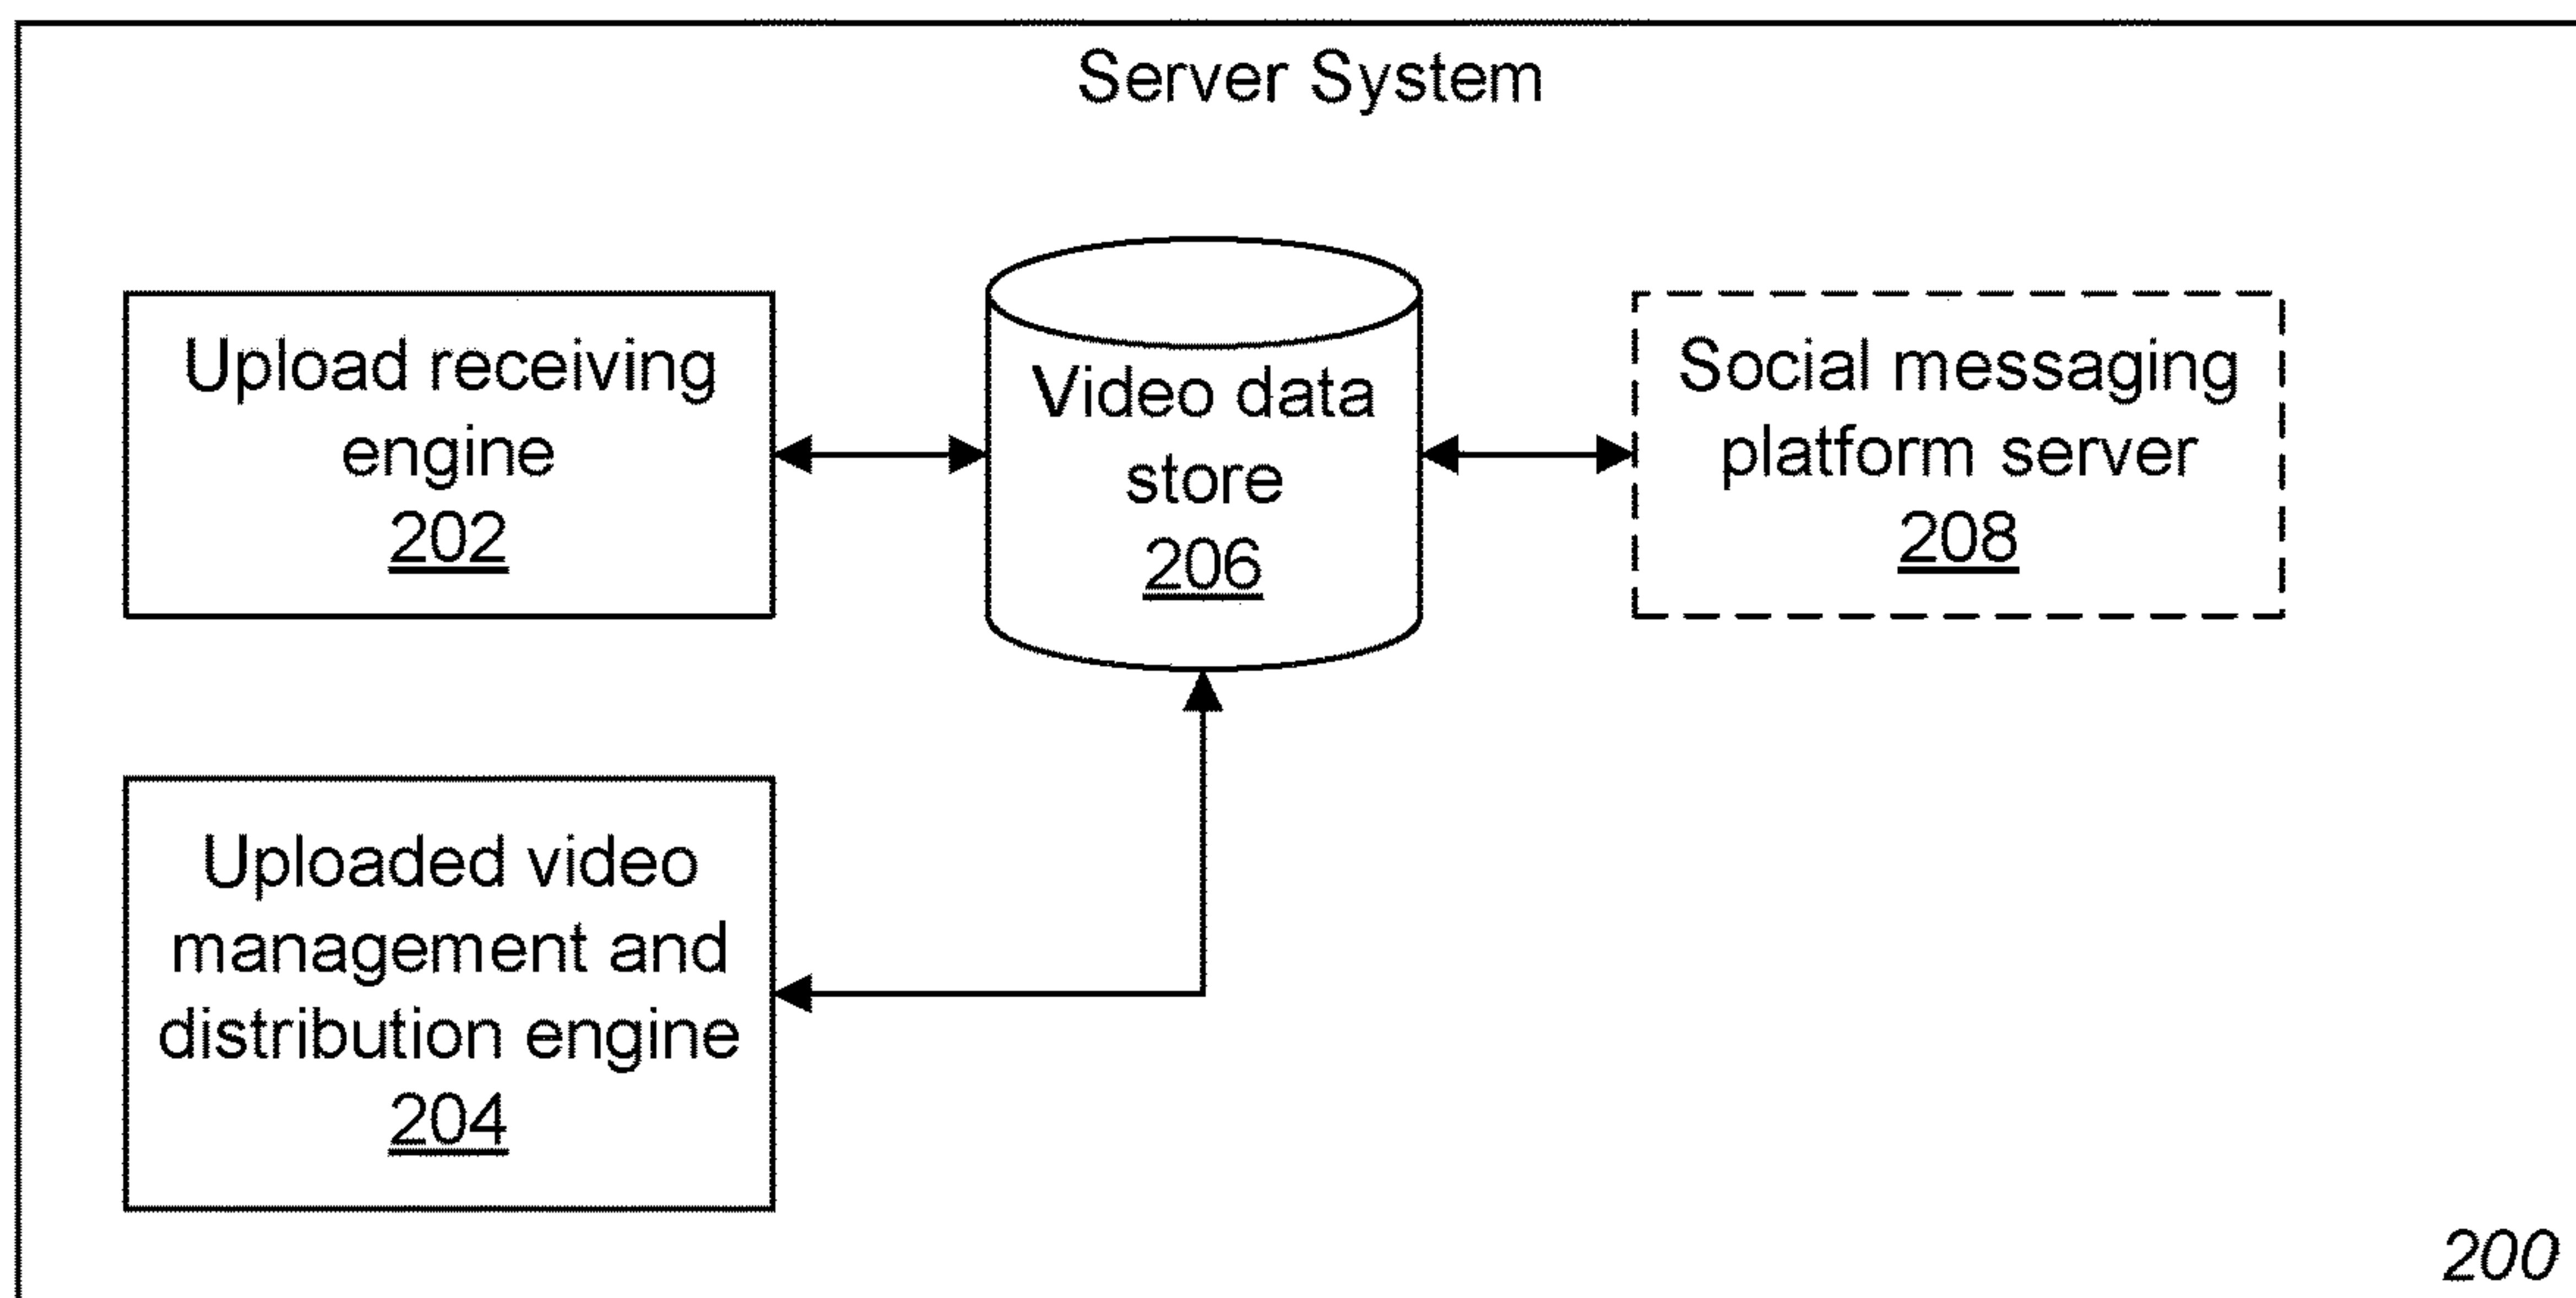 Server System
Upload receiving
engine
202
Video data
store
206
Social messaging
platform server
208
Uploaded video
management and
distribution engine
204
200